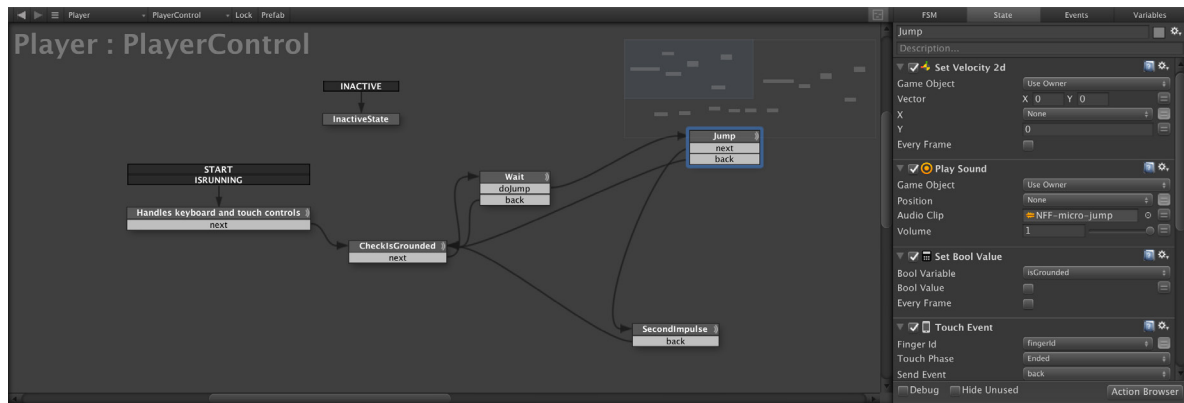 Player
PlayerControl
Lock
Prefab
Player : PlayerControl
INACTIVE
InactiveState
START
ISRUNNING
Handles keyboard and touch controls
next
CheckIsGrounded
next
Wait
doJump
back
Jump
next
back
SecondImpulse
back
FSM State Events Variables
Jump
Description...
Set Velocity 2d
Game Object Use Owner
Vector X 0 Y 0
X None
Y 0
Every Frame
Play Sound
Game Object Use Owner
Position None
Audio Clip NFF-micro-jump
Volume 1
Set Bool Value
Bool Variable isGrounded
Bool Value
Every Frame
Touch Event
Finger Id fingerId
Touch Phase Ended
Send Event back
Debug Hide Unused Action Browser